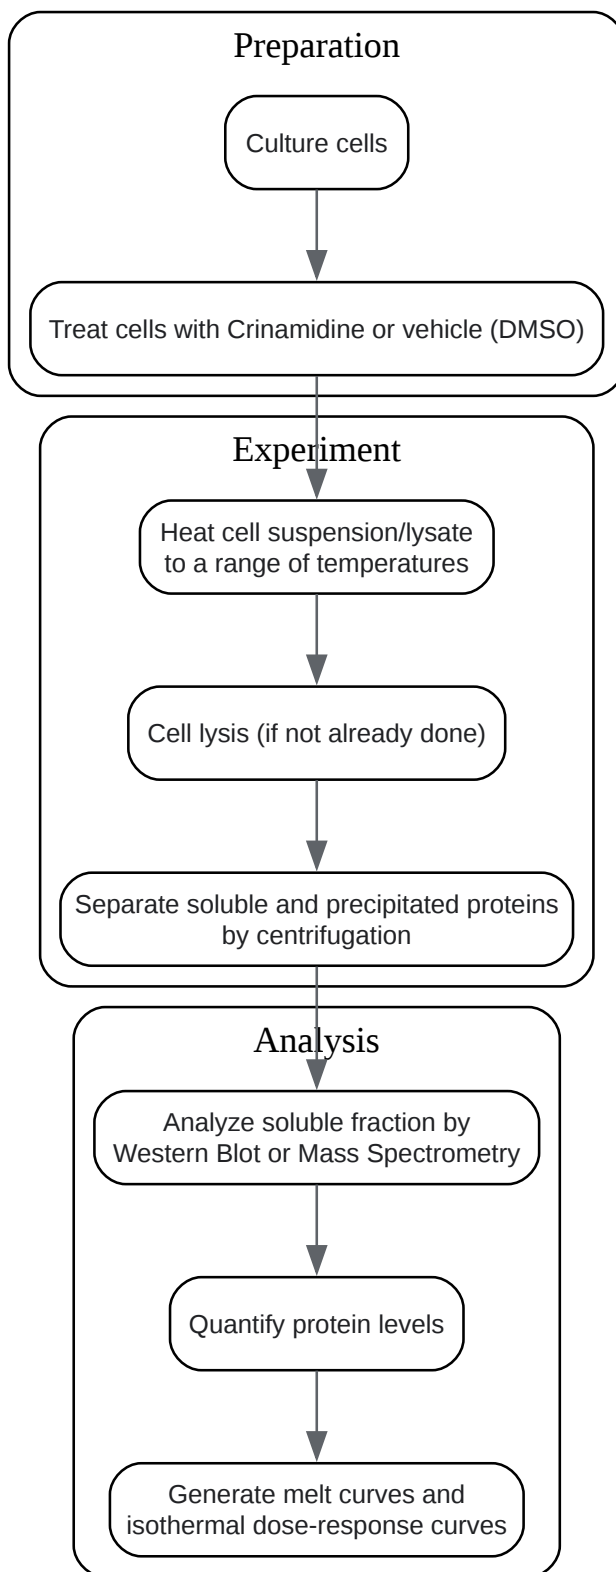 Preparation
Culture cells
Treat cells with Crinamidine or vehicle (DMSO)
Experiment
Heat cell suspension/lysate
to a range of temperatures
Cell lysis (if not already done)
Separate soluble and precipitated proteins
by centrifugation
Analysis
Analyze soluble fraction by
Western Blot or Mass Spectrometry
Quantify protein levels
Generate melt curves and
isothermal dose-response curves